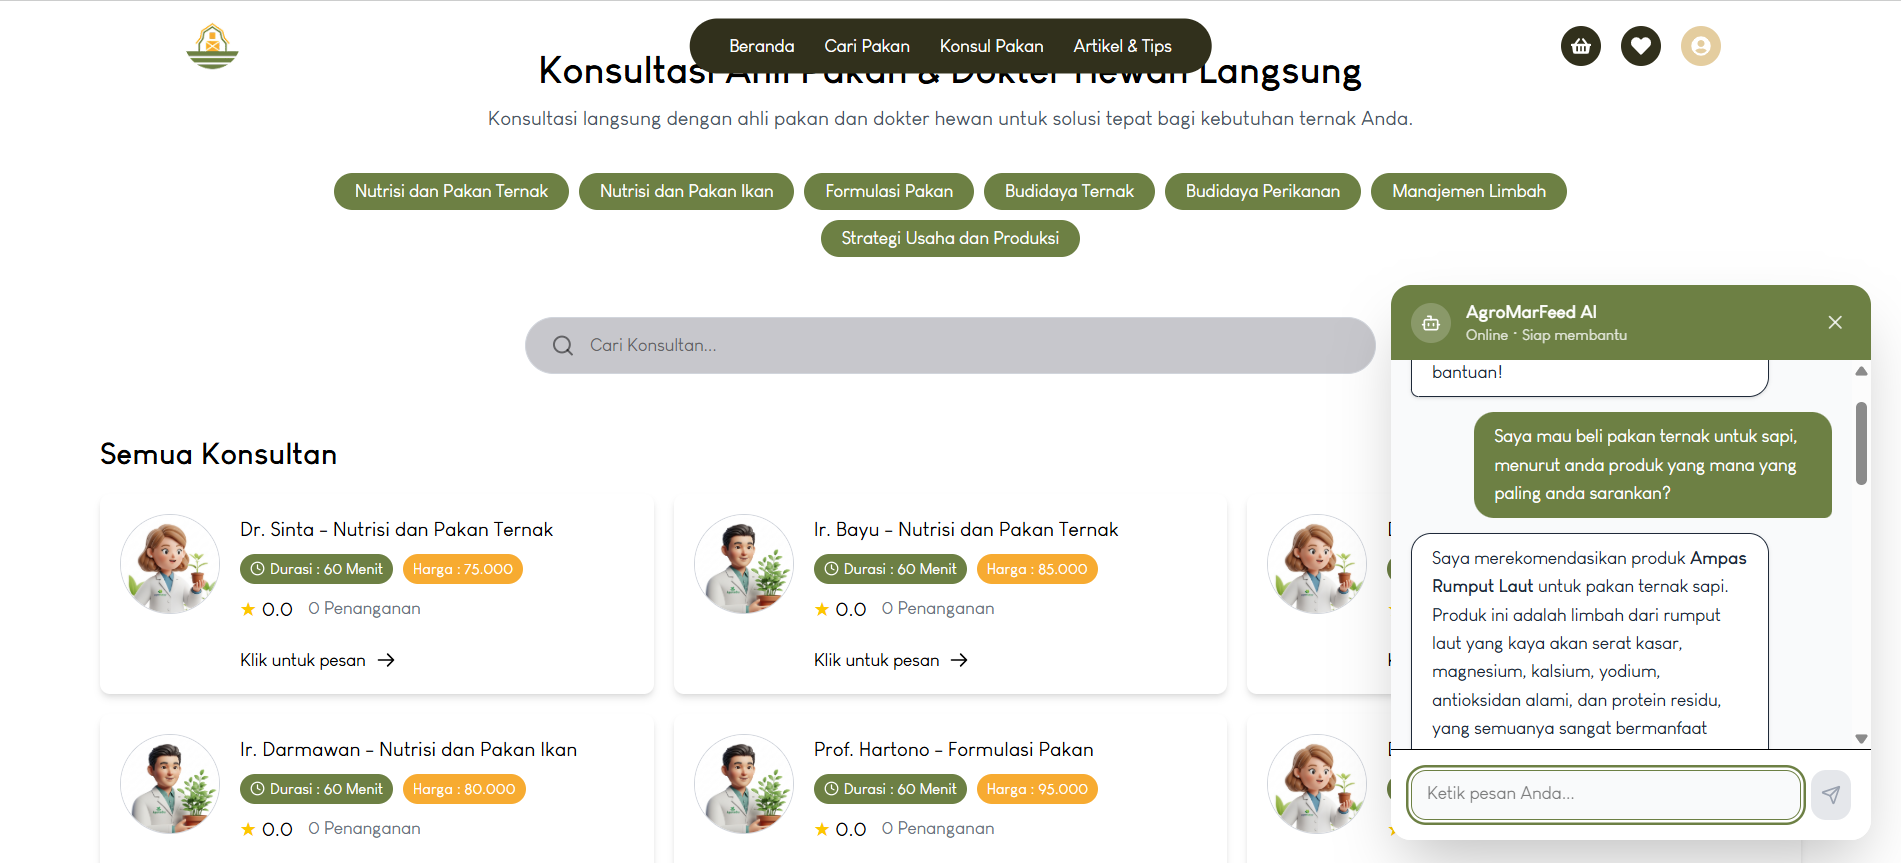 Beranda
Cari Pakan
Konsul Pakan
Artikel & Tips
Konsultasi Ahli Pakan & Dokter Hewan Langsung
Konsultasi langsung dengan ahli pakan dan dokter hewan untuk solusi tepat bagi kebutuhan ternak Anda.
Nutrisi dan Pakan Ternak
Nutrisi dan Pakan Ikan
Formulasi Pakan
Budidaya Ternak
Budidaya Perikanan
Manajemen Limbah
Strategi Usaha dan Produksi
Cari Konsultan...
Semua Konsultan
Dr. Sinta - Nutrisi dan Pakan Ternak
Durasi : 60 Menit
Harga : 75.000
0.0
0 Penanganan
Klik untuk pesan
Ir. Bayu - Nutrisi dan Pakan Ternak
Durasi : 60 Menit
Harga : 85.000
0.0
0 Penanganan
Klik untuk pesan
Ir. Darmawan - Nutrisi dan Pakan Ikan
Durasi : 60 Menit
Harga : 80.000
0.0
0 Penanganan
Prof. Hartono - Formulasi Pakan
Durasi : 60 Menit
Harga : 95.000
0.0
0 Penanganan
AgroMarFeed AI
Online • Siap membantu
bantuan!
Saya mau beli pakan ternak untuk sapi,
menurut anda produk yang mana yang
paling anda sarankan?
Saya merekomendasikan produk Ampas
Rumput Laut untuk pakan ternak sapi.
Produk ini adalah limbah dari rumput
laut yang kaya akan serat kasar,
magnesium, kalsium, yodium,
antioksidan alami, dan protein residu,
yang semuanya sangat bermanfaat
Ketik pesan Anda...